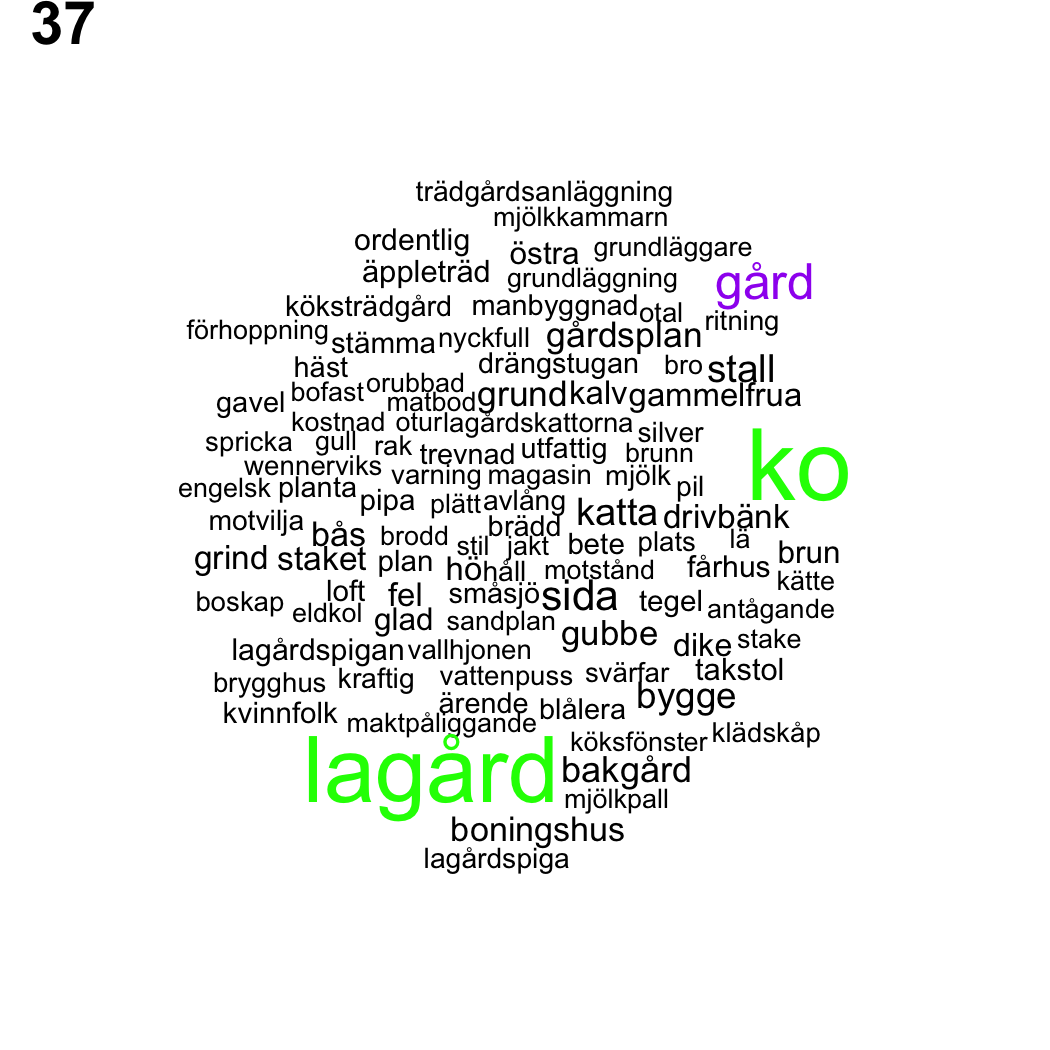 37
trädgårdsanläggning
mjölkkammarn
ordentlig östra grundläggare
äppleträd grundläggning gård
köksträdgård manbyggnad otal ritning
förhoppning stämma nyckfull gårdsplan
häst drängstugan bro stall
gavel bofast orubbad matbod grund kalv gammelfrua
kostnad otur lagårdskattorna silver
spricka gull rak trevnad utfattig brunn ko
wennerviks varning magasin mjölk pil
engelsk planta pipa plätt avlång
motvilja bås brodd brädd katta drivbänk
grind staket plan stil jakt bete plats lä brun
hö håll motstånd fårhus kätte
boskap loft fel småsjö sida tegel antågande
eldkol glad sandplan gubbe dike stake
lagårdspigan vallhjonen svärfar takstol
brygghus kraftig vattenpuss bygge
kvinnfolk maktpåliggande ärende blålera klädskåp
lagård köksfönster
bakgård
mjölkpall
boningshus
lagårdspiga